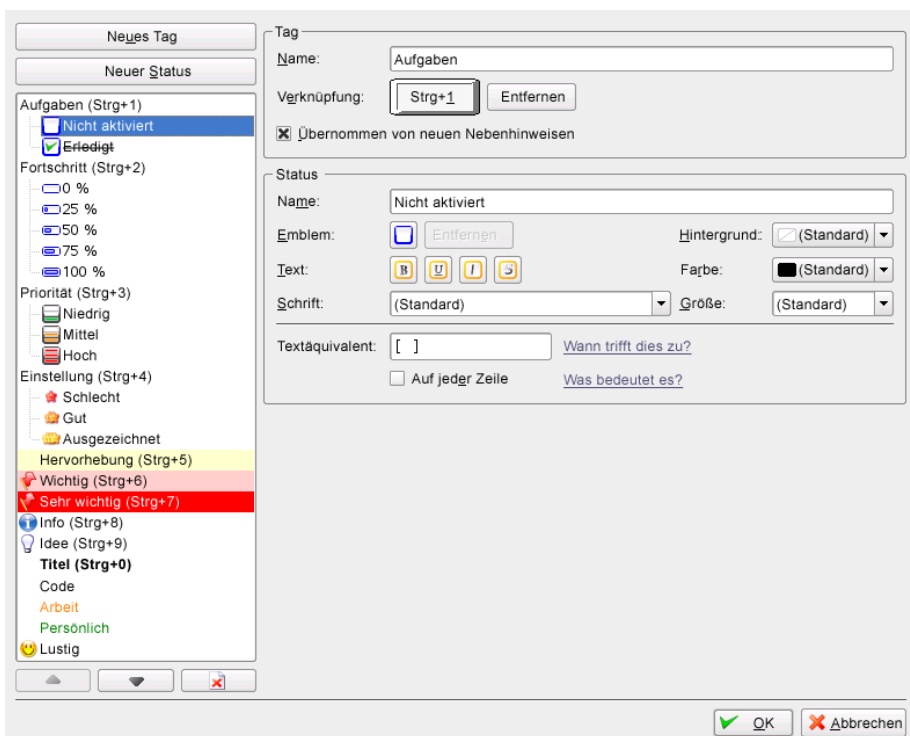 Neues Tag
Neuer Status
Aufgaben (Strg+1)
Nicht aktiviert
Erledigt
Fortschritt (Strg+2)
0 %
25 %
50 %
75 %
100 %
Priorität (Strg+3)
Niedrig
Mittel
Hoch
Einstellung (Strg+4)
Schlecht
Gut
Ausgezeichnet
Hervorhebung (Strg+5)
Wichtig (Strg+6)
Sehr wichtig (Strg+7)
Info (Strg+8)
Idee (Strg+9)
Titel (Strg+0)
Code
Arbeit
Persönlich
Lustig
Tag
Name: Aufgaben
Verknüpfung: Strg+1 Entfernen
Übernommen von neuen Nebenhinweisen
Status
Name: Nicht aktiviert
Emblem: Entfernen Hintergrund: (Standard)
Text: B U I S Farbe: (Standard)
Schrift: (Standard) Größe: (Standard)
Textäquivalent: [ ] Wann trifft dies zu?
Auf jeder Zeile Was bedeutet es?
OK Abbrechen